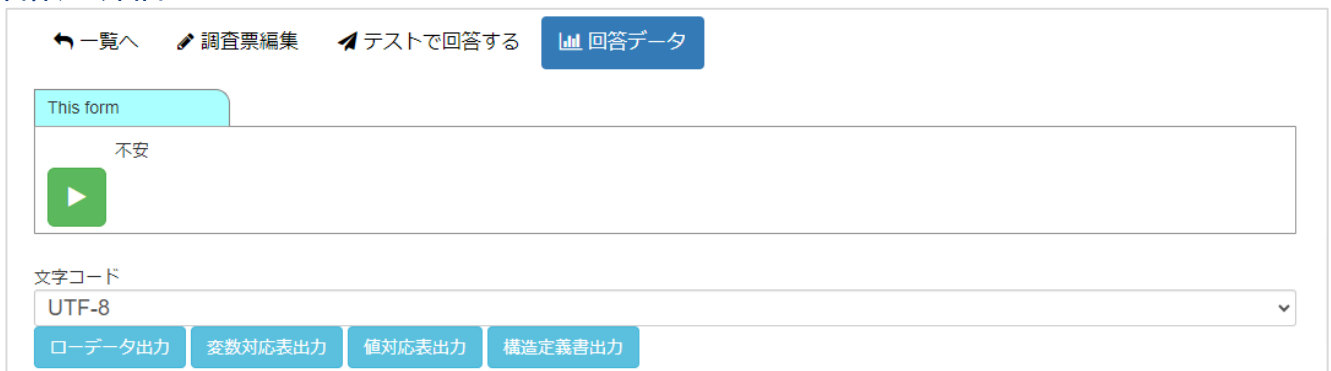 一覧へ 調査票編集 テストで回答する 回答データ
This form
不安
文字コード
UTF-8
ローデータ出力 変数対応表出力 値対応表出力 構造定義書出力